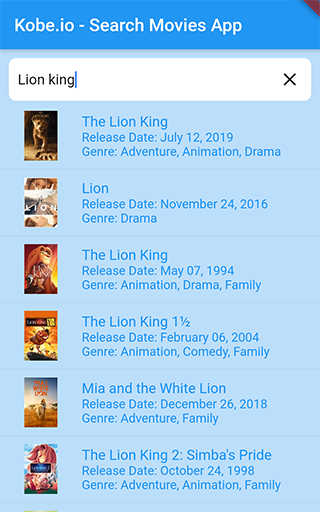 Kobe.io - Search Movies App
Lion king
The Lion King
Release Date: July 12, 2019
Genre: Adventure, Animation, Drama
LION
Lion
Release Date: November 24, 2016
Genre: Drama
The Lion King
Release Date: May 07, 1994
Genre: Animation, Drama, Family
The Lion King 1½
Release Date: February 06, 2004
Genre: Animation, Comedy, Family
Mia and the White Lion
Release Date: December 26, 2018
Genre: Adventure, Family
The Lion King 2: Simba's Pride
Release Date: October 24, 1998
Genre: Adventure, Animation, Family